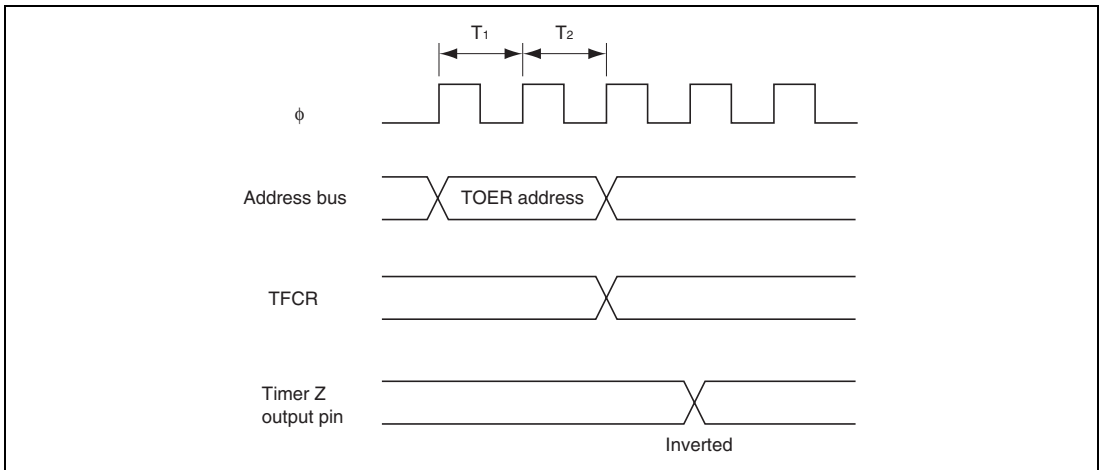 T1 T2
ϕ
Address bus
TOER address
TFCR
Timer Z
output pin
Inverted